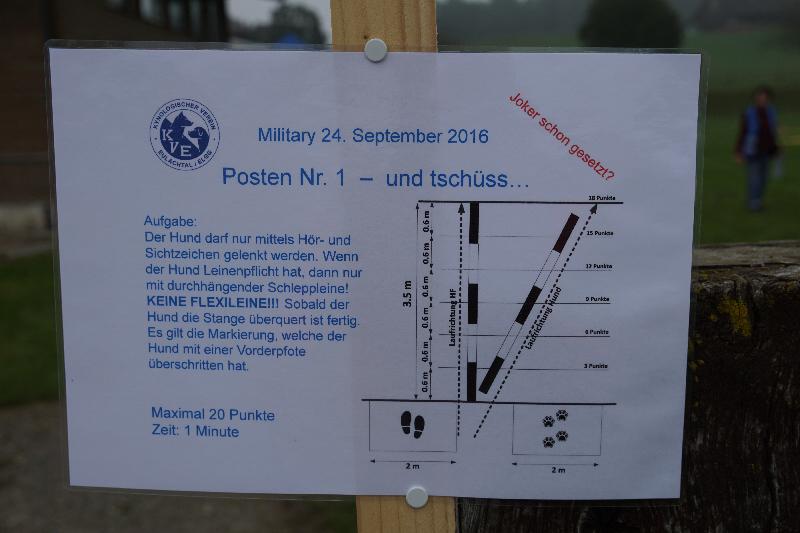 KYNOLOGISCHER VEREIN
KVE
EULACHTAL / ELGG
Military 24. September 2016
Joker schon gesetzt?
Posten Nr. 1 – und tschüss...
Aufgabe:
Der Hund darf nur mittels Hör- und
Sichtzeichen gelenkt werden. Wenn
der Hund Leinenpflicht hat, dann nur
mit durchhängender Schleppleine!
KEINE FLEXILEINE!!! Sobald der
Hund die Stange überquert ist fertig.
Es gilt die Markierung, welche der
Hund mit einer Vorderpfote
überschritten hat.
Maximal 20 Punkte
Zeit: 1 Minute
18 Punkte
15 Punkte
12 Punkte
9 Punkte
6 Punkte
3 Punkte
3.5 m
0.6 m
0.6 m
0.6 m
0.6 m
0.6 m
0.6 m
Laufrichtung HF
Laufrichtung Hund
2 m
2 m